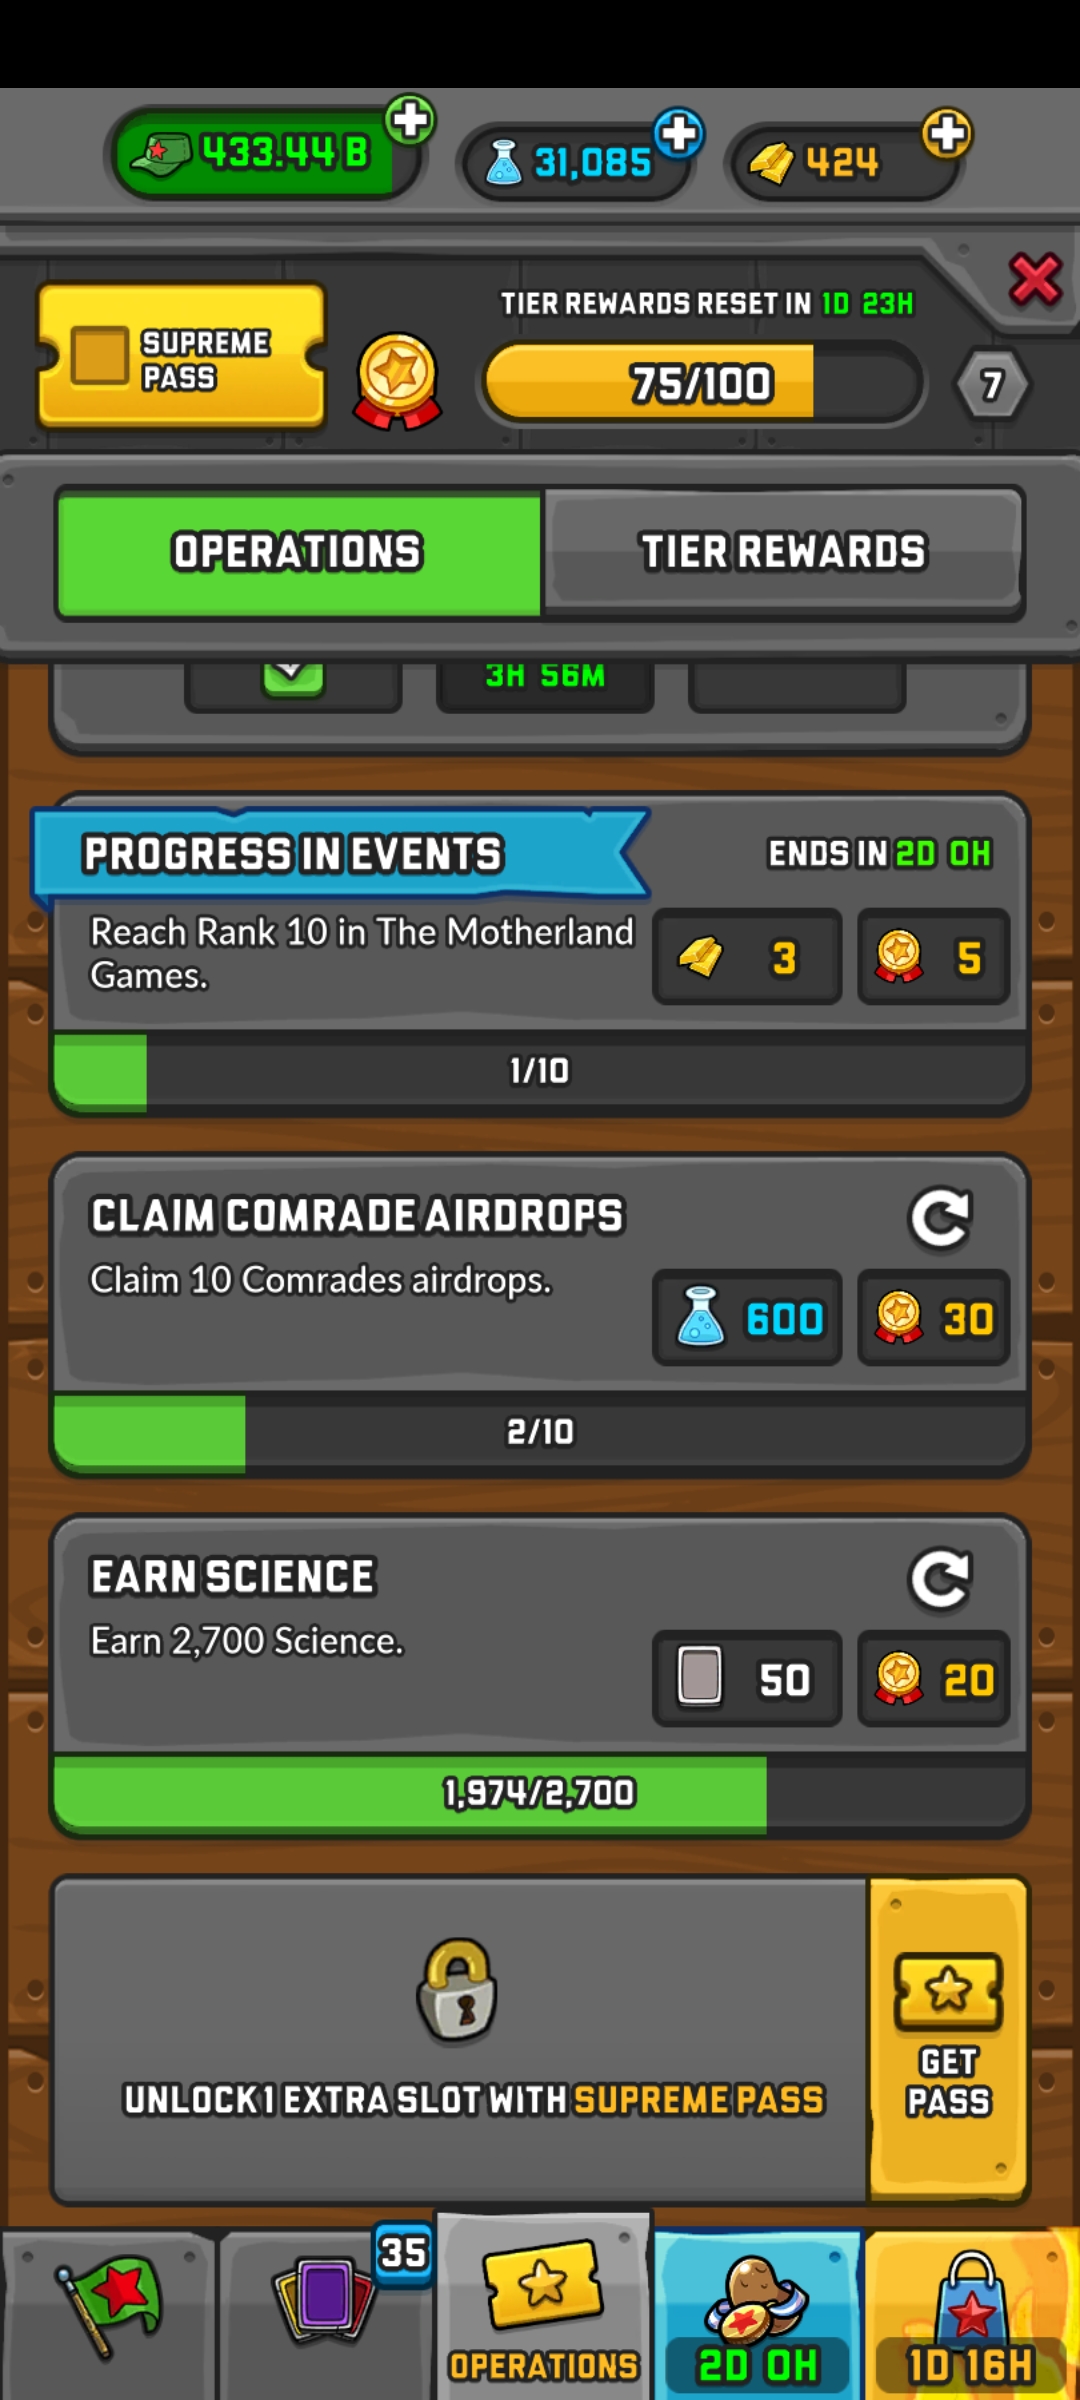 433.44 B
31,085
424
SUPREME
PASS
TIER REWARDS RESET IN 1D 23H
75/100
7
OPERATIONS
TIER REWARDS
3H 56M
PROGRESS IN EVENTS
ENDS IN 2D 0H
Reach Rank 10 in The Motherland
Games.
3
5
1/10
CLAIM COMRADE AIRDROPS
Claim 10 Comrades airdrops.
600
30
2/10
EARN SCIENCE
Earn 2,700 Science.
50
20
1,974/2,700
UNLOCK 1 EXTRA SLOT WITH SUPREME PASS
GET
PASS
35
OPERATIONS
2D 0H
1D 16H